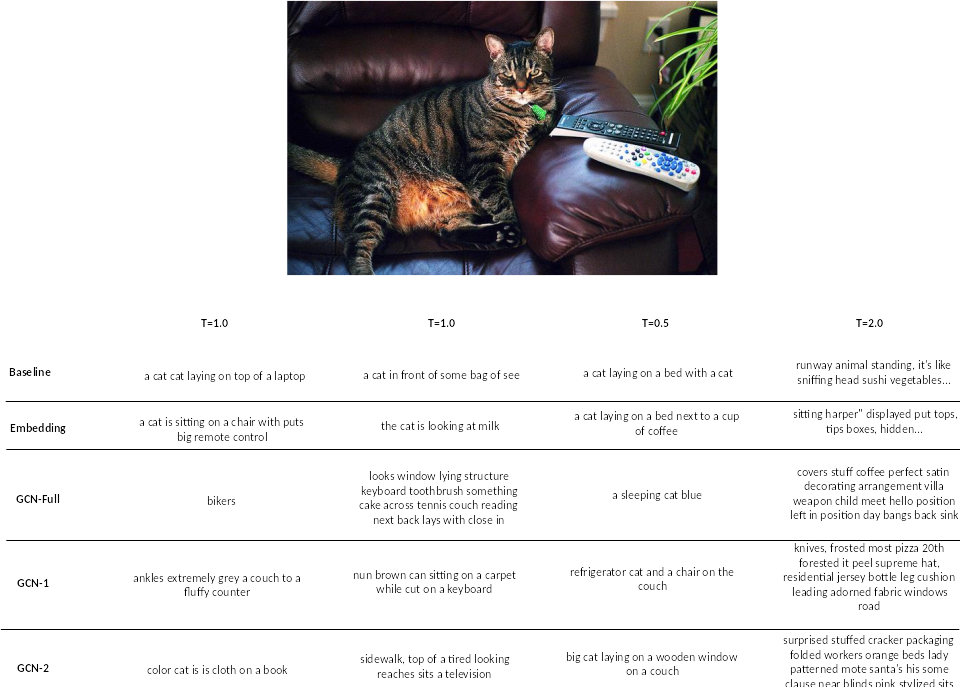 T=1.0 T=1.0 T=0.5 T=2.0
Baseline
a cat cat laying on top of a laptop
a cat in front of some bag of see
a cat laying on a bed with a cat
runway animal standing, it's like
sniffing head sushi vegetables...
Embedding
a cat is sitting on a chair with puts
big remote control
the cat is looking at milk
a cat laying on a bed next to a cup
of coffee
sitting harper" displayed put tops,
tips boxes, hidden...
GCN-Full
bikers
looks window lying structure
keyboard toothbrush something
cake across tennis couch reading
next back lays with close in
a sleeping cat blue
covers stuff coffee perfect satin
decorating arrangement villa
weapon child meet hello position
left in position day bangs back sink
GCN-1
ankles extremely grey a couch to a
fluffy counter
nun brown can sitting on a carpet
while cut on a keyboard
refrigerator cat and a chair on the
couch
knives, frosted most pizza 20th
forested it peel supreme hat,
residential jersey bottle leg cushion
leading adorned fabric windows
road
GCN-2
color cat is is cloth on a book
sidewalk, top of a tired looking
reaches sits a television
big cat laying on a wooden window
on a couch
surprised stuffed cracker packaging
folded workers orange beds lady
patterned mote santa's his some
clause near blinds pink stylized sits